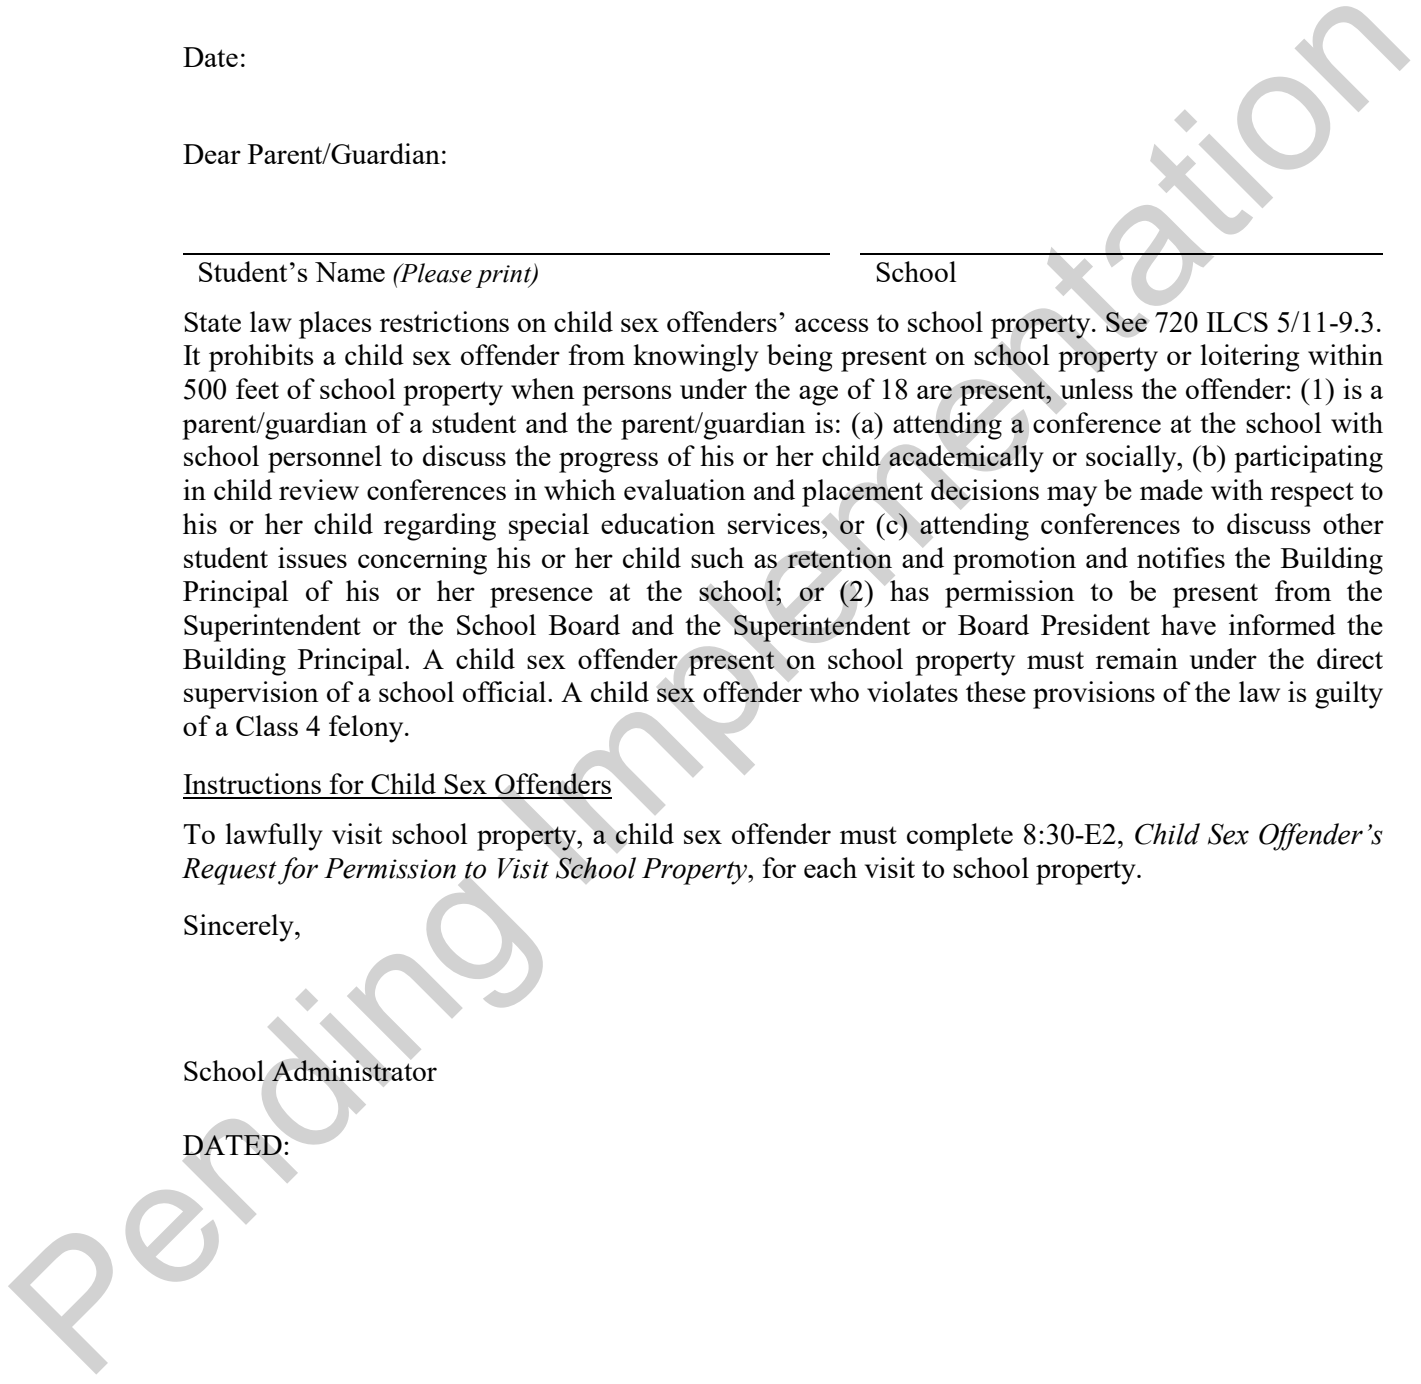 Date:
Dear Parent/Guardian:
Student’s Name (Please print) School
State law places restrictions on child sex offenders’ access to school property. See 720 ILCS 5/11-9.3.
It prohibits a child sex offender from knowingly being present on school property or loitering within
500 feet of school property when persons under the age of 18 are present, unless the offender: (1) is a
parent/guardian of a student and the parent/guardian is: (a) attending a conference at the school with
school personnel to discuss the progress of his or her child academically or socially, (b) participating
in child review conferences in which evaluation and placement decisions may be made with respect to
his or her child regarding special education services, or (c) attending conferences to discuss other
student issues concerning his or her child such as retention and promotion and notifies the Building
Principal of his or her presence at the school; or (2) has permission to be present from the
Superintendent or the School Board and the Superintendent or Board President have informed the
Building Principal. A child sex offender present on school property must remain under the direct
supervision of a school official. A child sex offender who violates these provisions of the law is guilty
of a Class 4 felony.
Instructions for Child Sex Offenders
To lawfully visit school property, a child sex offender must complete 8:30-E2, Child Sex Offender’s
Request for Permission to Visit School Property, for each visit to school property.
Sincerely,
School Administrator
DATED:
Pending Implementation